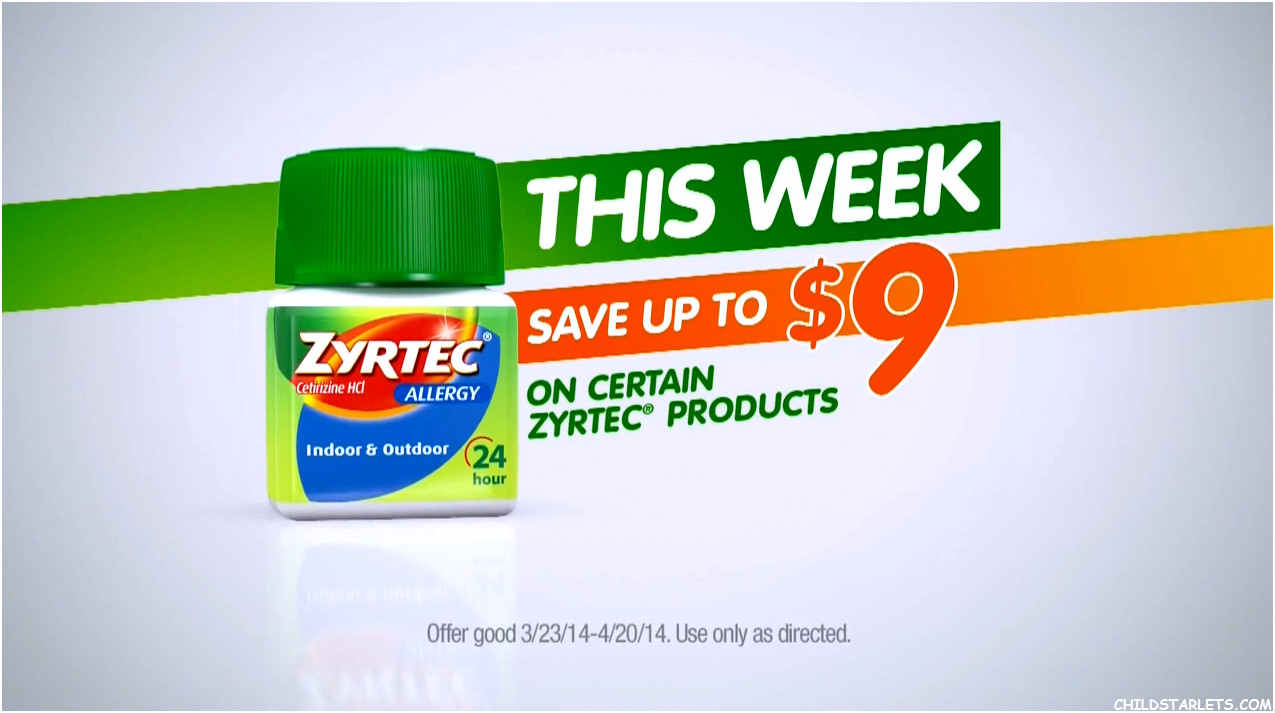 THIS WEEK
SAVE UP TO $9
ON CERTAIN
ZYRTEC® PRODUCTS
ZYRTEC®
Cetirizine HCl
ALLERGY
Indoor & Outdoor
24
hour
Offer good 3/23/14-4/20/14. Use only as directed.
CHILDSTARLETS.COM